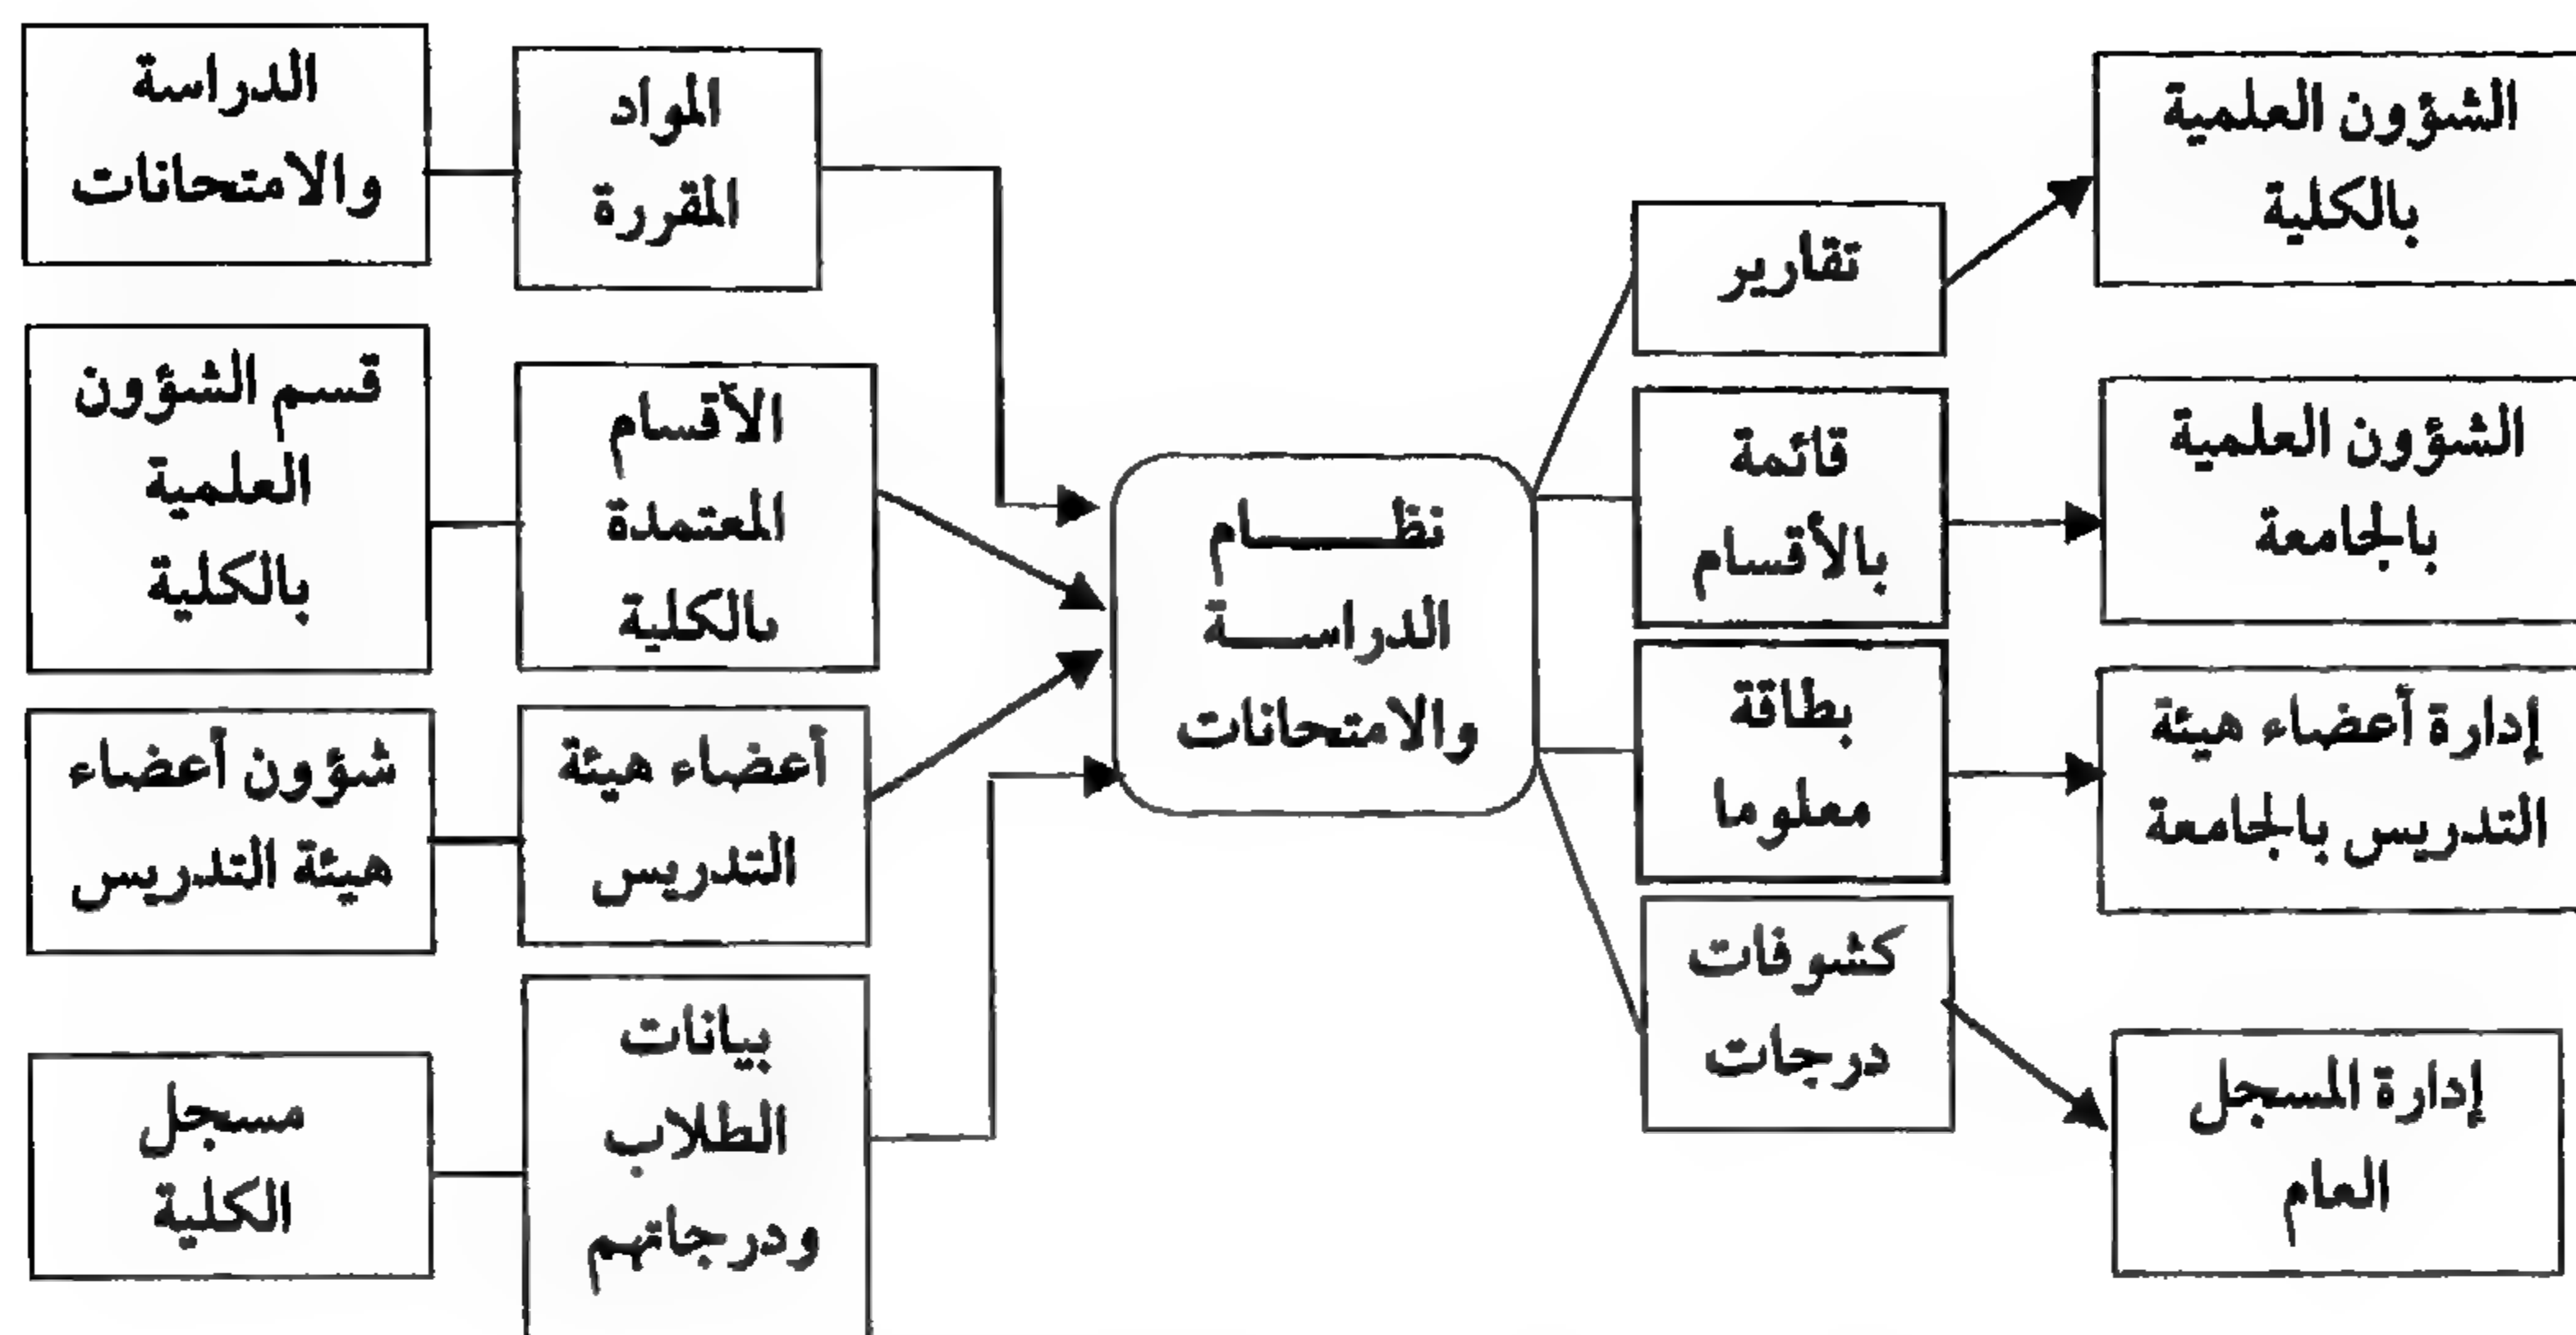 الدراسة
والامتحانات
المواد
المقررة
قسم الشؤون
العلمية
بالكلية
الأقسام
المعتمدة
بالكلية
شؤون أعضاء
هيئة التدريس
أعضاء هيئة
التدريس
مسجل
الكلية
بيانات
الطلاب
ودرجاتهم
نظـــــام
الدراســـة
والامتحانات
تقارير
قائمة
بالأقسام
بطاقة
معلوما
كشوفات
درجات
الشؤون العلمية
بالكلية
الشؤون العلمية
بالجامعة
إدارة أعضاء هيئة
التدريس بالجامعة
إدارة المسجل
العام